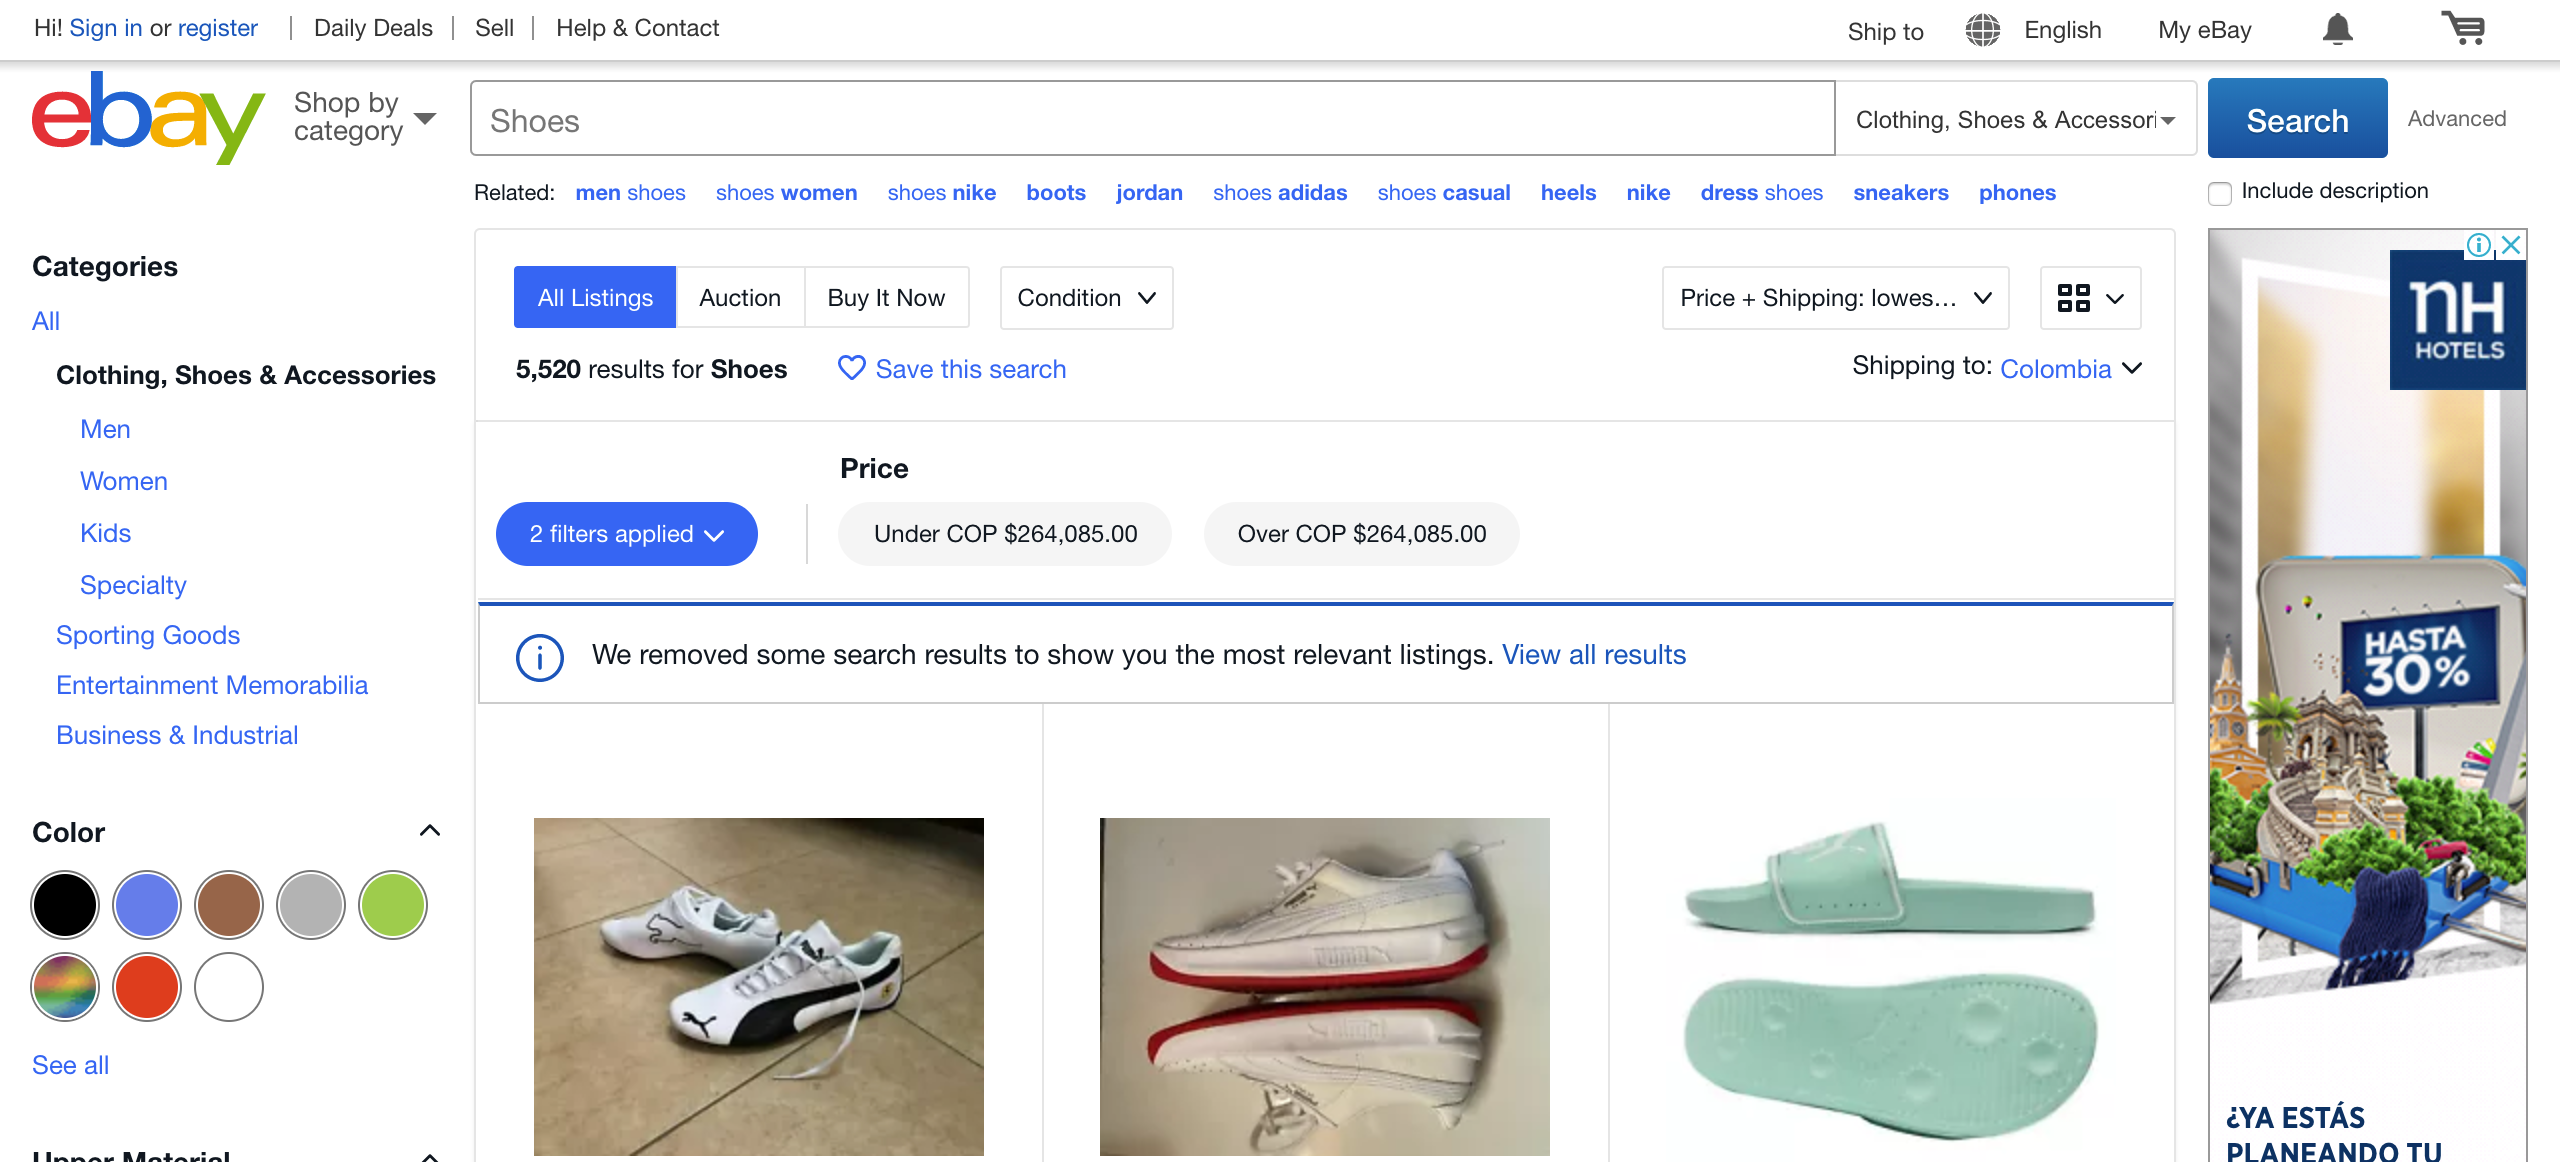 Hi! Sign in or register
Daily Deals
Sell
Help & Contact
Ship to
English
My eBay
ebay
Shop by
category
Shoes
Clothing, Shoes & Accessori
Search
Advanced
Related: men shoes shoes women shoes nike boots jordan shoes adidas shoes casual heels nike dress shoes sneakers phones
Include description
Categories
All
Clothing, Shoes & Accessories
Men
Women
Kids
Specialty
Sporting Goods
Entertainment Memorabilia
Business & Industrial
Color
See all
Upper Material
All Listings
Auction
Buy It Now
Condition
Price + Shipping: lowes...
5,520 results for Shoes
Save this search
Shipping to: Colombia
Price
2 filters applied
Under COP $264,085.00
Over COP $264,085.00
We removed some search results to show you the most relevant listings. View all results
nH
HOTELS
HASTA
30%
¿YA ESTÁS
PLANEANDO TU